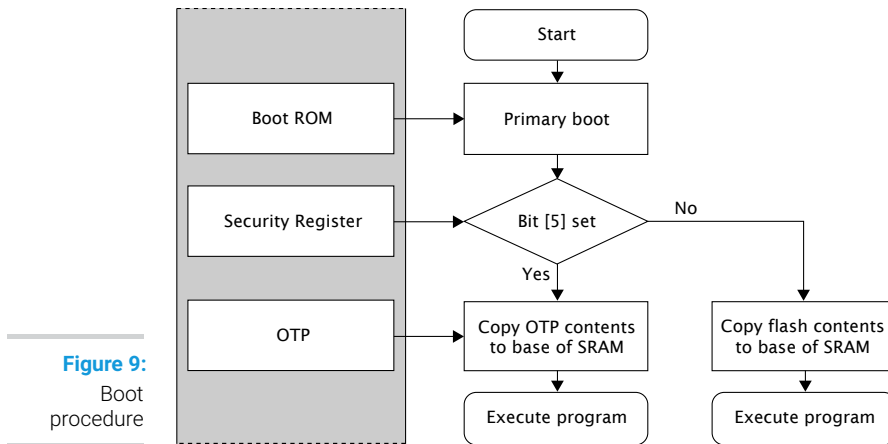 Start
Boot ROM
Primary boot
Security Register
Bit [5] set
No
Yes
OTP
Copy OTP contents
to base of SRAM
Copy flash contents
to base of SRAM
Execute program
Execute program
Figure 9:
Boot
procedure